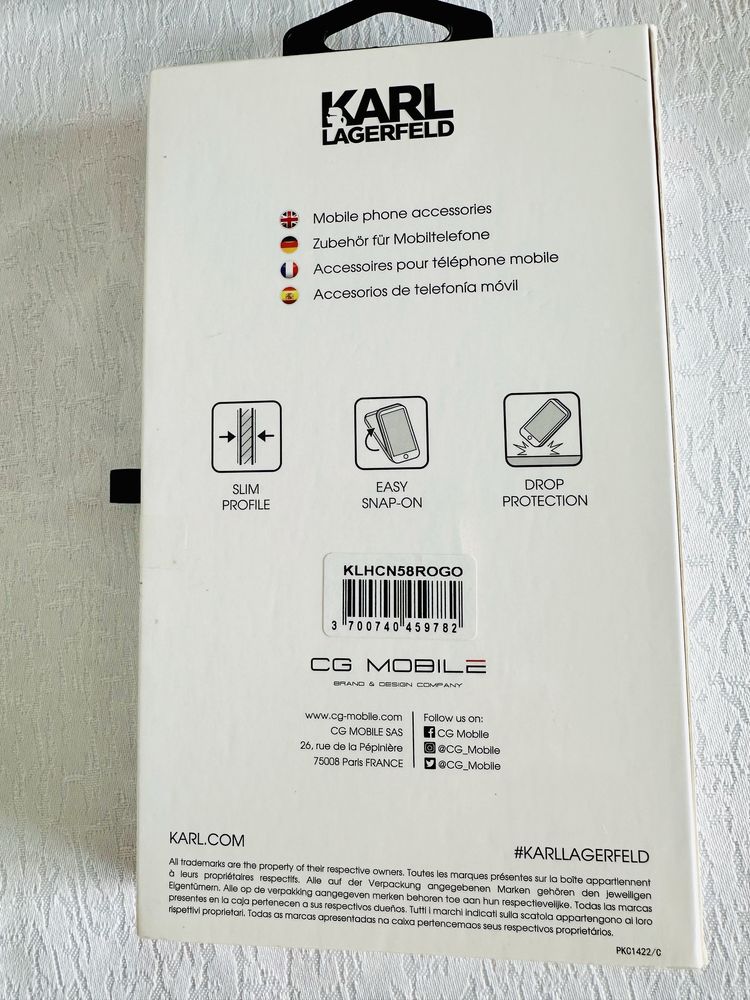 KARL
LAGERFELD
Mobile phone accessories
Zubehör für Mobiltelefone
Accessoires pour téléphone mobile
Accesorios de telefonía móvil
SLIM
PROFILE
EASY
SNAP-ON
DROP
PROTECTION
KLHCN58ROGO
3 700740 459782
CG MOBILE
BRAND & DESIGN COMPANY
www.cg-mobile.com
CG MOBILE SAS
26, rue de la Pépinière
75008 Paris FRANCE
Follow us on:
CG Mobile
@CG_Mobile
@CG_Mobile
KARL.COM
#KARLLAGERFELD
All trademarks are the property of their respective owners. Toutes les marques présentes sur la boîte appartiennent
à leurs propriétaires respectifs. Alle auf der Verpackung angegebenen Marken gehören den jeweiligen
Eigentümern. Alle op de verpakking aangegeven merken behoren toe aan hun respectievelijke. Todas las marcas
presentes en la caja pertenecen a sus respectivos dueños. Tutti i marchi indicati sulla scatola appartengono ai loro
rispettivi proprietari. Todas as marcas apresentadas na caixa pertencemaos seus respectivos proprietários.
PKC1422/C